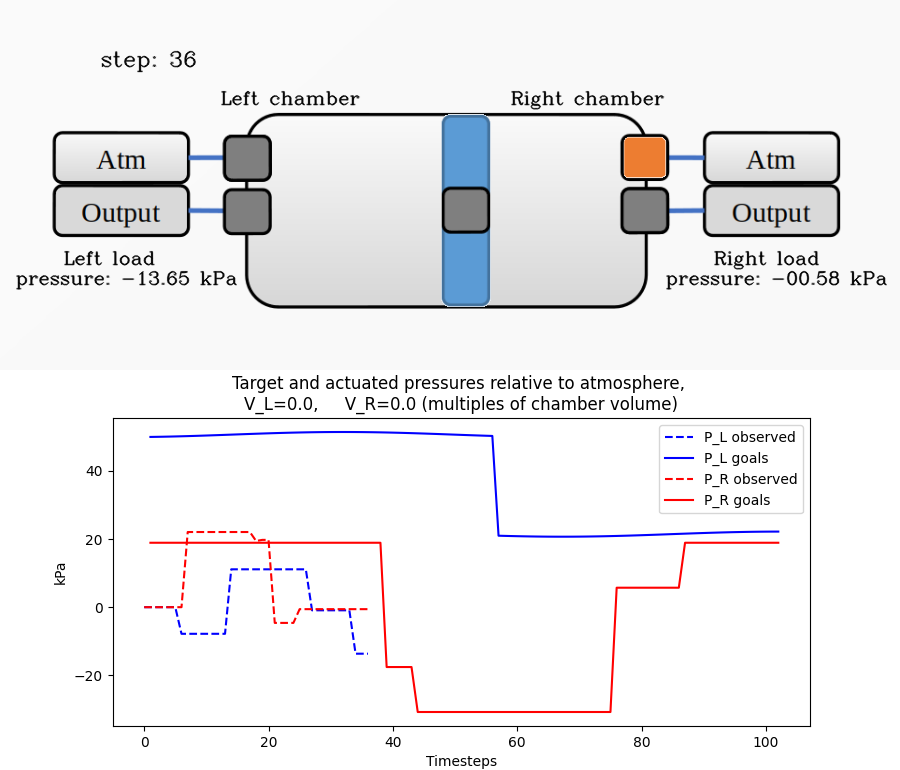 step: 36
Left chamber
Right chamber
Atm
Atm
Output
Output
Left load
pressure: −13.65 kPa
Right load
pressure: −00.58 kPa
Target and actuated pressures relative to atmosphere,
V_L=0.0, V_R=0.0 (multiples of chamber volume)
P_L observed
P_L goals
P_R observed
P_R goals
kPa
40
20
0
−20
0 20 40 60 80 100
Timesteps